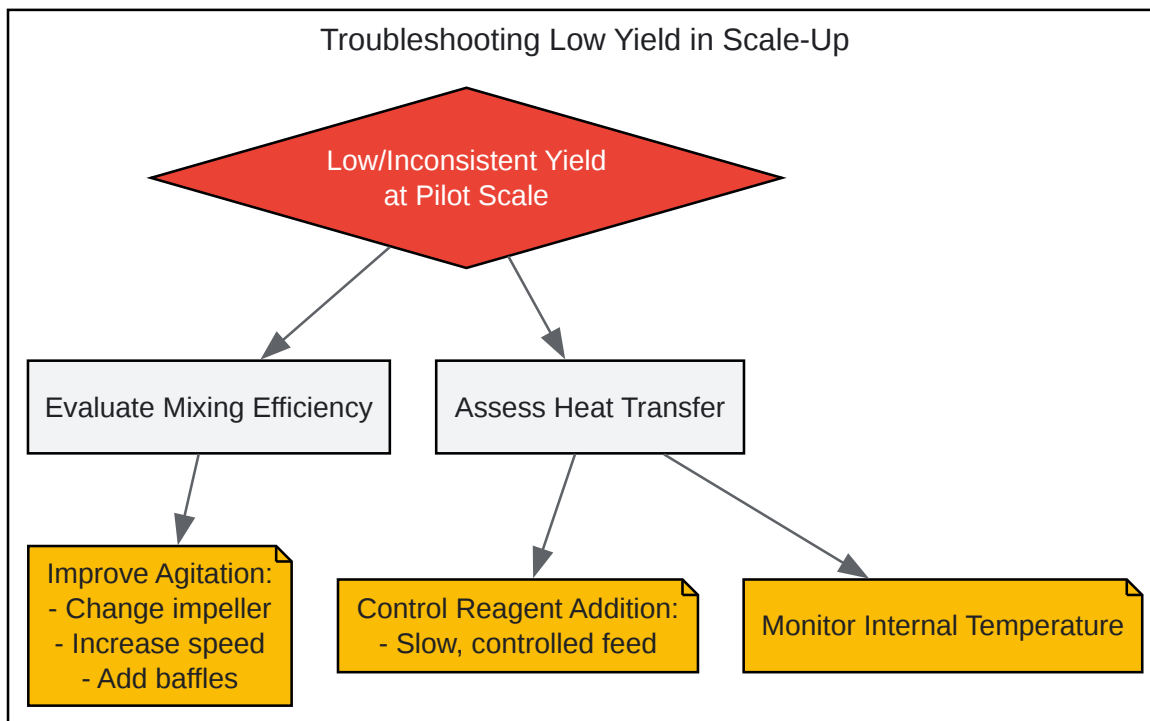 Troubleshooting Low Yield in Scale-Up
Low/Inconsistent Yield
at Pilot Scale
Evaluate Mixing Efficiency
Assess Heat Transfer
Improve Agitation:
- Change impeller
- Increase speed
- Add baffles
Control Reagent Addition:
- Slow, controlled feed
Monitor Internal Temperature